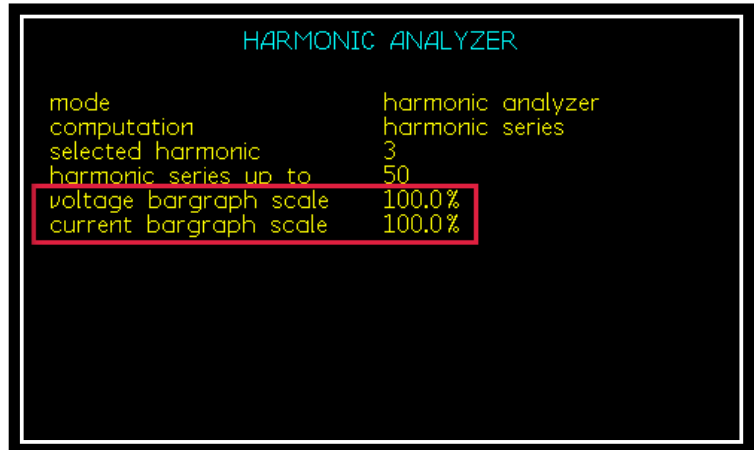 HARMONIC ANALYZER
mode harmonic analyzer
computation harmonic series
selected harmonic 3
harmonic series up to 50
voltage bargraph scale 100.0%
current bargraph scale 100.0%